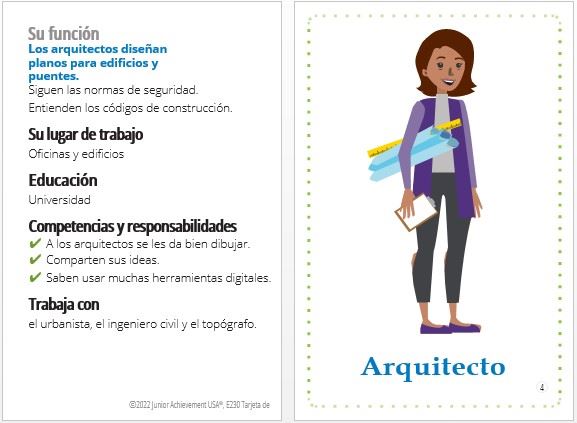 Su función
Los arquitectos diseñan
planos para edificios y
puentes.
Siguen las normas de seguridad.
Entienden los códigos de construcción.
Su lugar de trabajo
Oficinas y edificios
Educación
Universidad
Competencias y responsabilidades
✔ A los arquitectos se les da bien dibujar.
✔ Comparten sus ideas.
✔ Saben usar muchas herramientas digitales.
Trabaja con
el urbanista, el ingeniero civil y el topógrafo.
©2022 Junior Achievement USA®, E230 Tarjeta de
Arquitecto
4